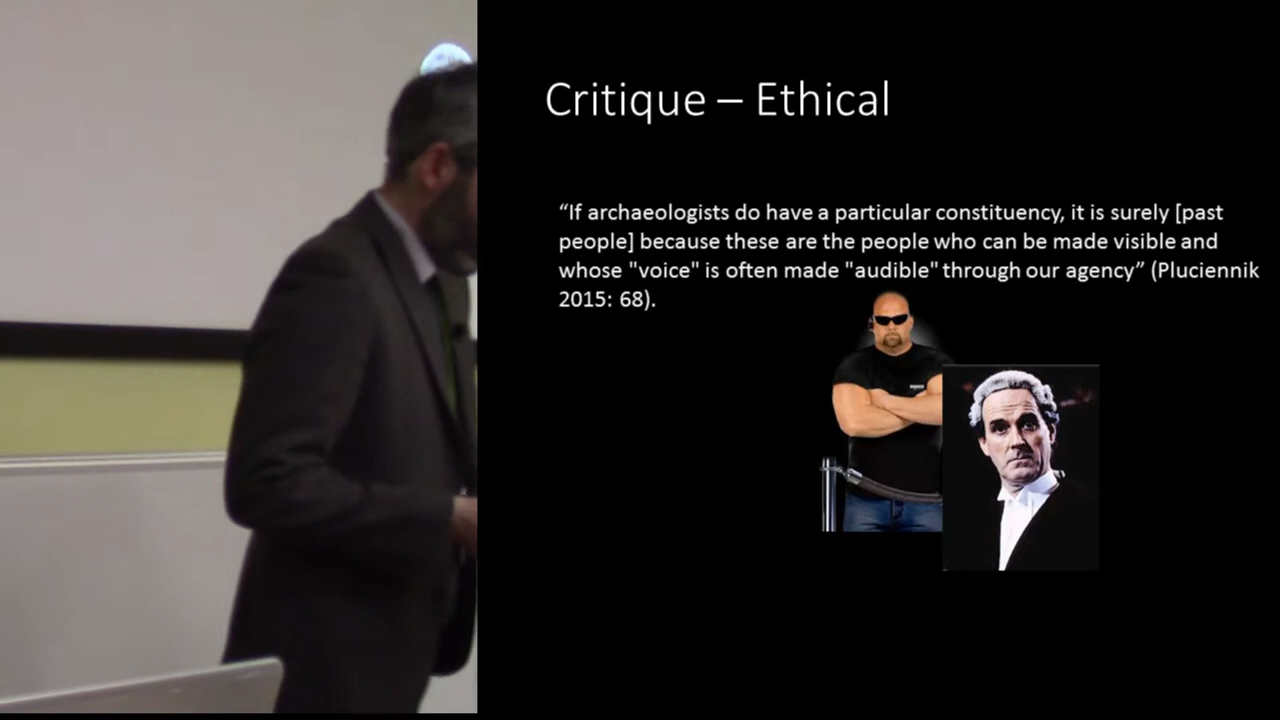 Critique – Ethical
“If archaeologists do have a particular constituency, it is surely [past
people] because these are the people who can be made visible and
whose "voice" is often made "audible" through our agency” (Pluciennik
2015: 68).